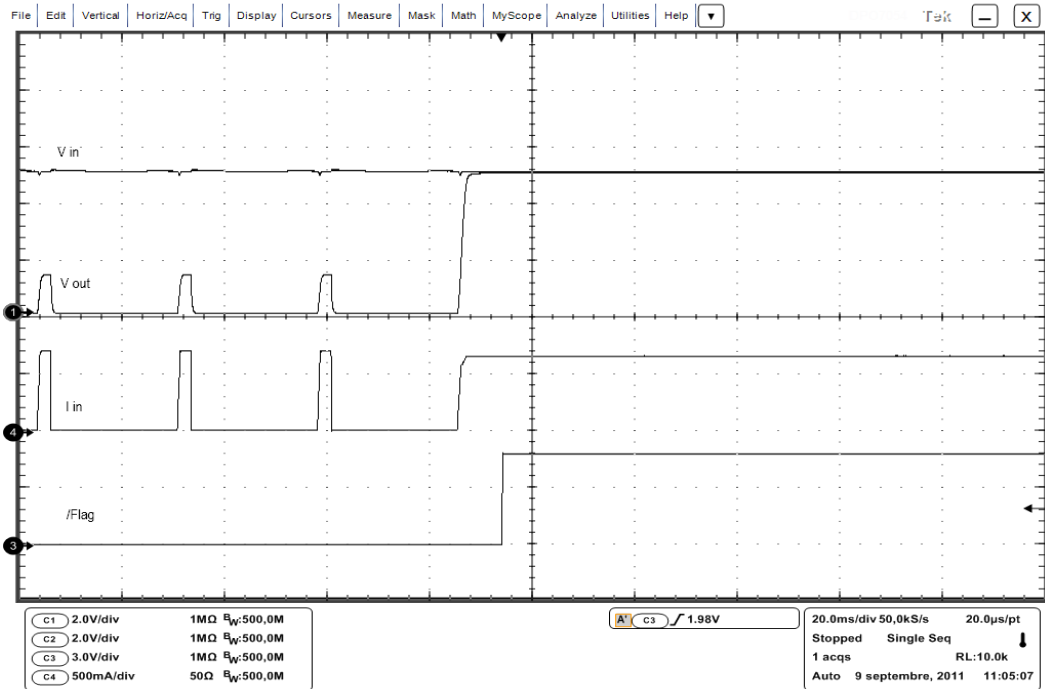 File Edit Vertical Horiz/Acq Trig Display Cursors Measure Mask Math MyScope Analyze Utilities Help Tek X
V in
V out
1
I in
4
/Flag
3
C1 2.0V/div 1MΩ BW:500,0M
C2 2.0V/div 1MΩ BW:500,0M
C3 3.0V/div 1MΩ BW:500,0M
C4 500mA/div 50Ω BW:500,0M
A' C3 1.98V
20.0ms/div 50,0kS/s 20.0µs/pt
Stopped Single Seq
1 acqs RL:10.0k
Auto 9 septembre, 2011 11:05:07